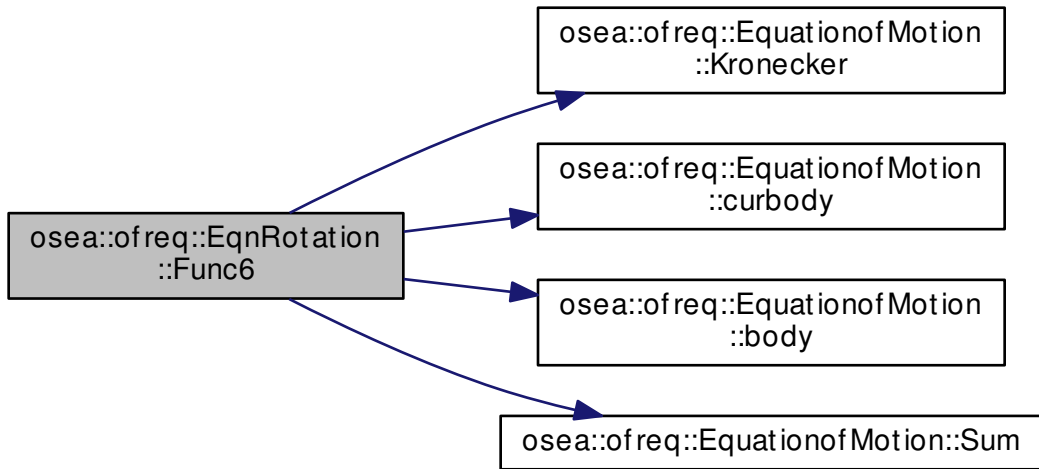 osea::ofreq::EquationofMotion
::Kronecker
osea::ofreq::EquationofMotion
::curbody
osea::ofreq::EqnRotation
::Func6
osea::ofreq::EquationofMotion
::body
osea::ofreq::EquationofMotion::Sum